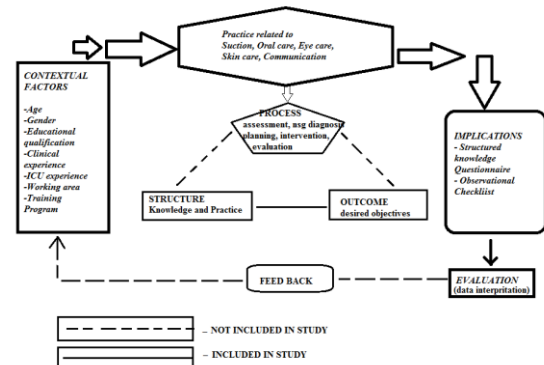 Practice related to
Suction, Oral care, Eye care,
Skin care, Communication
CONTEXTUAL
FACTORS
-Age
-Gender
-Educational
qualification
-Clinical
experience
-ICU experience
-Working area
-Training
Program
PROCESS
assessment, nsg diagnosis
planning, intervention,
evaluation
STRUCTURE
Knowledge and Practice
OUTCOME
desired objectives
IMPLICATIONS
- Structured
knowledge
Questionnaire
- Observational
Checkliist
FEED BACK
EVALUATION
(data interpritation)
– NOT INCLUDED IN STUDY
– INCLUDED IN STUDY